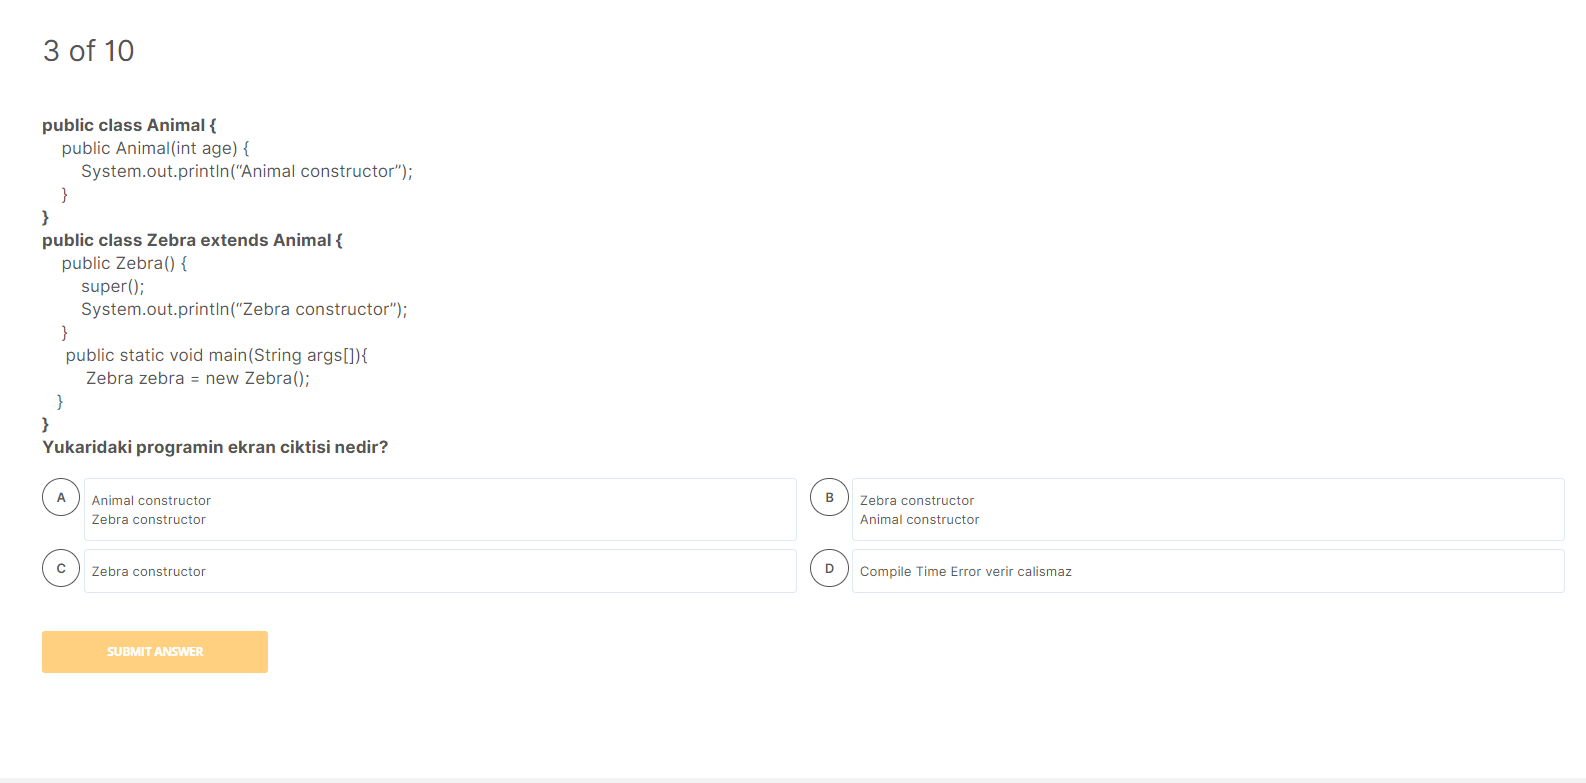 3 of 10
public class Animal {
public Animal(int age) {
System.out.println(“Animal constructor”);
}
}
public class Zebra extends Animal {
public Zebra() {
super();
System.out.println(“Zebra constructor”);
}
public static void main(String args[]){
Zebra zebra = new Zebra();
}
}
Yukaridaki programin ekran ciktisi nedir?
A
Animal constructor
Zebra constructor
B
Zebra constructor
Animal constructor
C
Zebra constructor
D
Compile Time Error verir calismaz
SUBMIT ANSWER